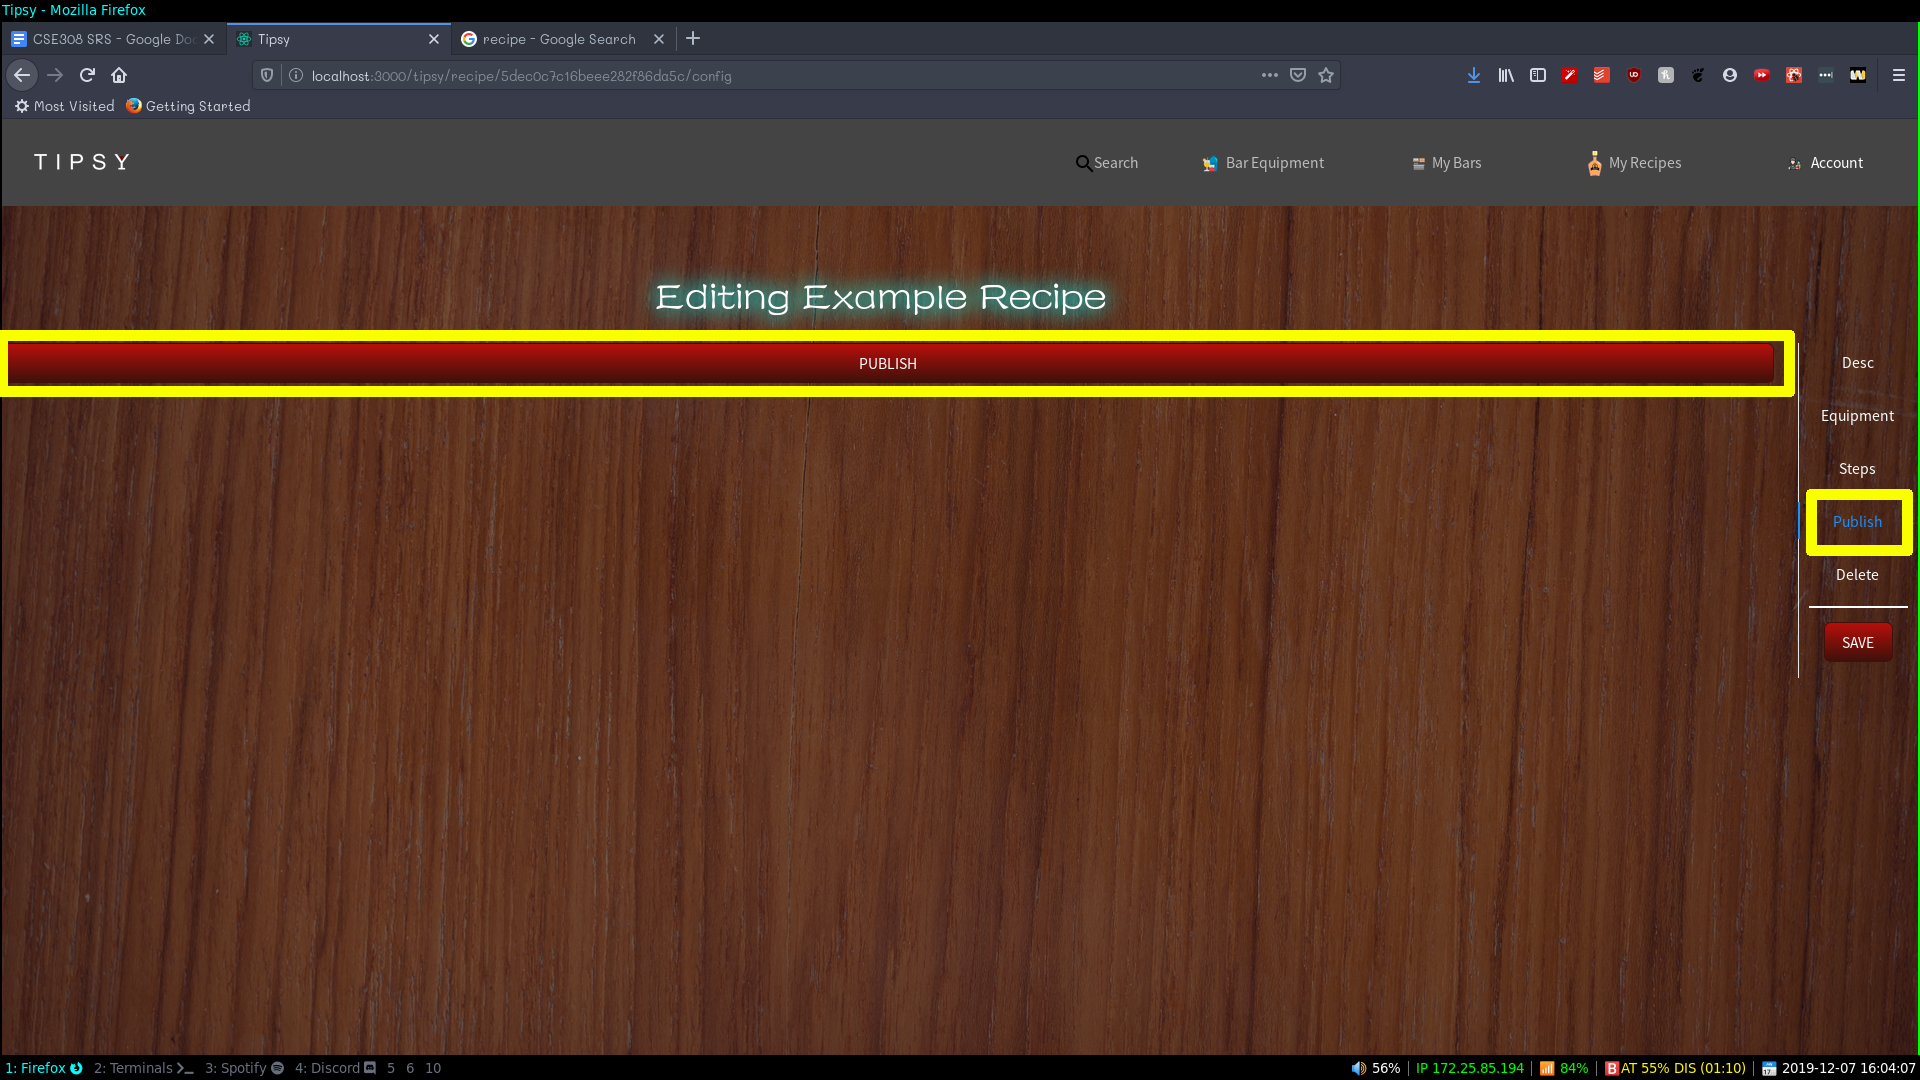 Tipsy - Mozilla Firefox
CSE308 SRS - Google Doc
Tipsy
recipe - Google Search
localhost:3000/tipsy/recipe/5dec0c7c16beee282f86da5c/config
Most Visited
Getting Started
TIPSY
Search
Bar Equipment
My Bars
My Recipes
Account
Editing Example Recipe
PUBLISH
Desc
Equipment
Steps
Publish
Delete
SAVE
1: Firefox 2: Terminals 3: Spotify 4: Discord 5 6 10
56% | IP 172.25.85.194 | 84% | BAT 55% DIS (01:10) | 2019-12-07 16:04:07